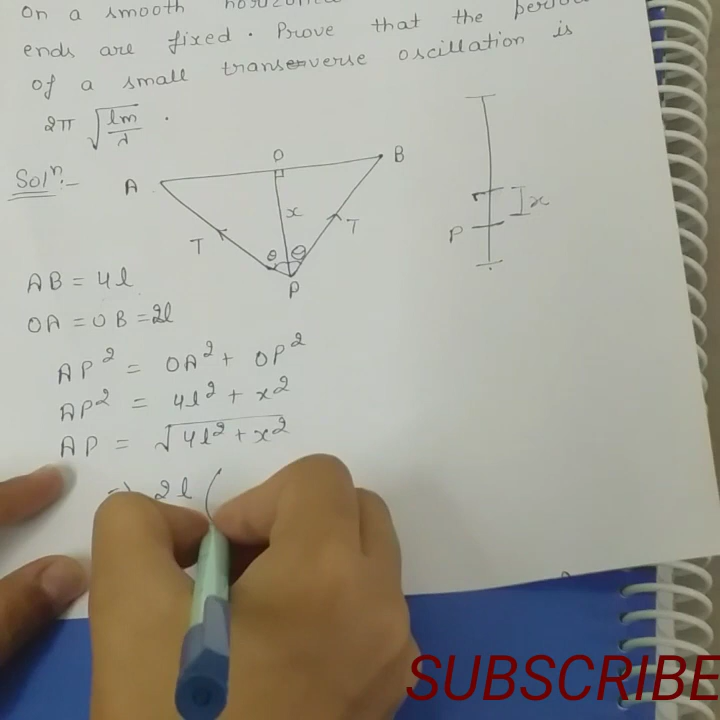 on a smooth
ends are fixed. Prove that the period
of a small transverse oscillation is
2π √(lm/λ) .
Solⁿ:-
A O B
x
T T
θ θ
P
P x
AB = 4l
OA = OB = 2l
AP² = OA² + OP²
AP² = 4l² + x²
AP = √(4l² + x²)
⇒ 2l (
SUBSCRIBE